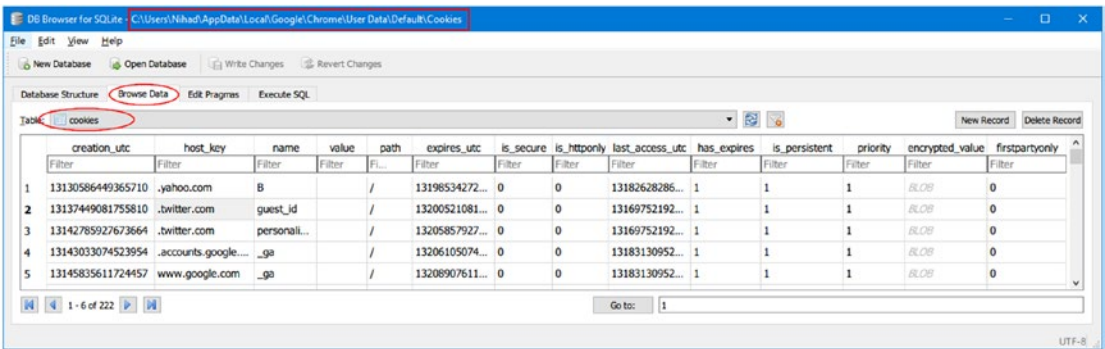 DB Browser for SQLite - C:\Users\Nihad\AppData\Local\Google\Chrome\User Data\Default\Cookies
File Edit View Help
New Database Open Database Write Changes Revert Changes
Database Structure Browse Data Edit Pragmas Execute SQL
Table: cookies New Record Delete Record
creation_utc host_key name value path expires_utc is_secure is_httponly last_access_utc has_expires is_persistent priority encrypted_value firstpartyonly
Filter Filter Filter Filter Fi... Filter Filter Filter Filter Filter Filter Filter Filter Filter
1 13130586449365710 .yahoo.com B / 13198534272... 0 0 13182628286... 1 1 1 BLOB 0
2 13137449081755810 .twitter.com guest_id / 13200521081... 0 0 13169752192... 1 1 1 BLOB 0
3 13142785927673664 .twitter.com personali... / 13205857927... 0 0 13169752192... 1 1 1 BLOB 0
4 13143033074523954 .accounts.google.... _ga / 13206105074... 0 0 13183130952... 1 1 1 BLOB 0
5 13145835611724457 www.google.com _ga / 13208907611... 0 0 13183130952... 1 1 1 BLOB 0
1 - 6 of 222 Go to: 1
UTF-8